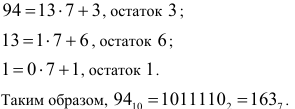 94 = 13 · 7 + 3, остаток 3;
13 = 1 · 7 + 6, остаток 6;
1 = 0 · 7 + 1, остаток 1.
Таким образом, 94₁₀ = 1011110₂ = 163₇.